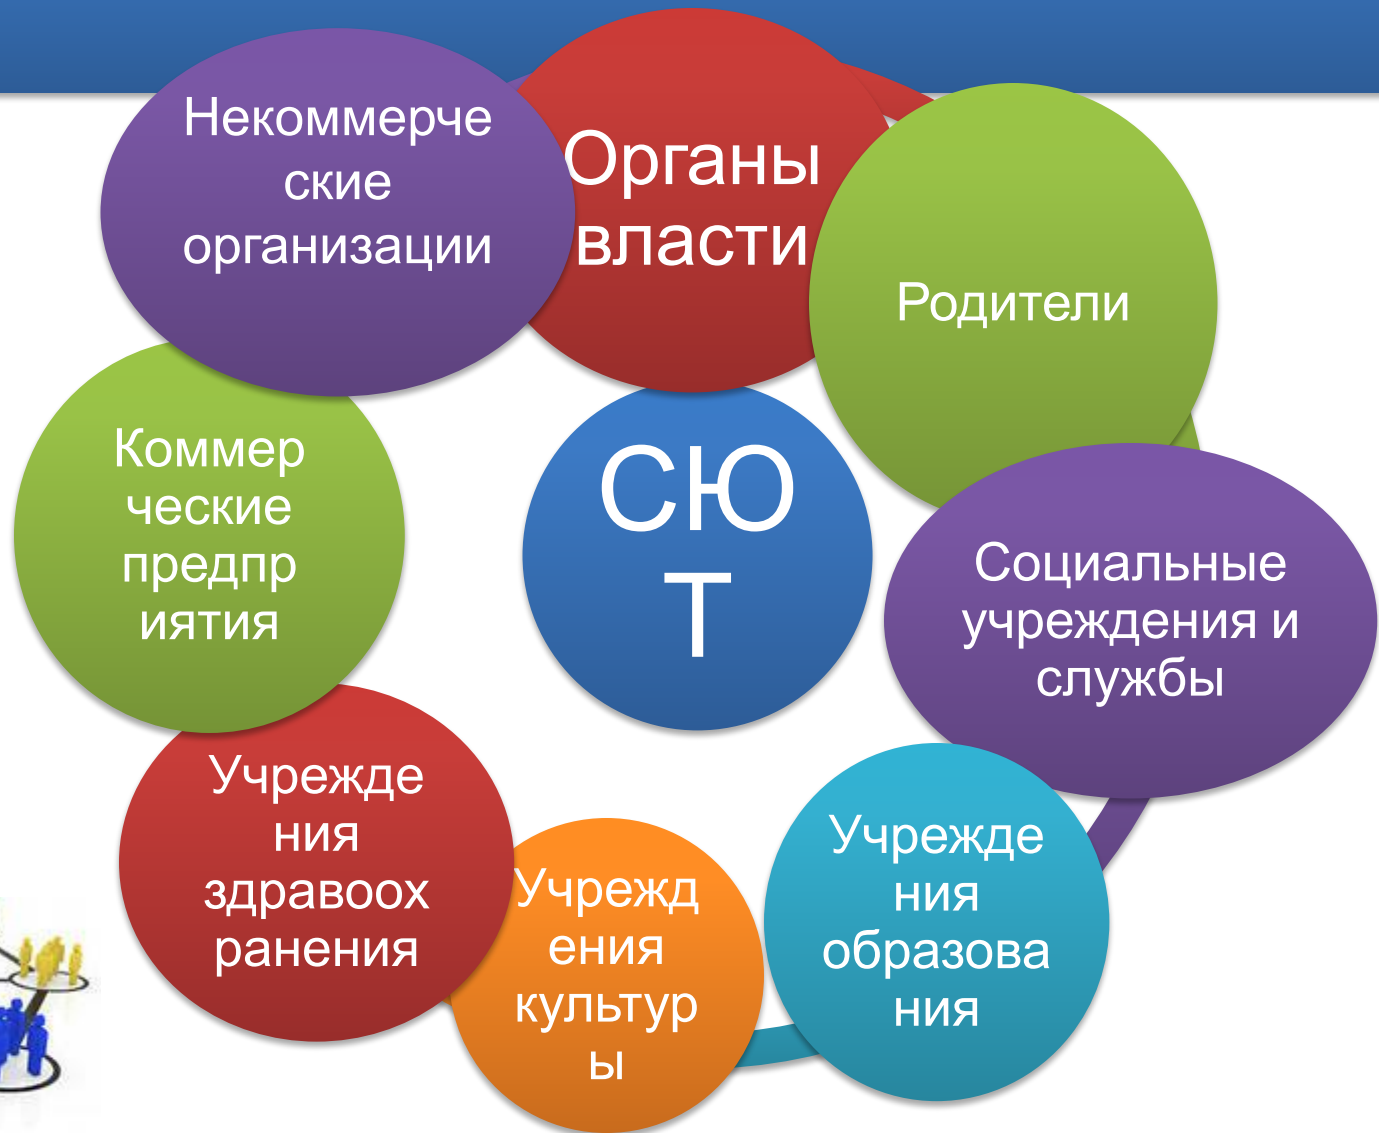 Некоммерче
ские
организации
Органы
власти
Родители
Социальные
учреждения и
службы
Учрежде
ния
образова
ния
Учрежд
ения
культур
ы
Учрежде
ния
здравоох
ранения
Коммер
ческие
предпр
иятия
СЮ
Т